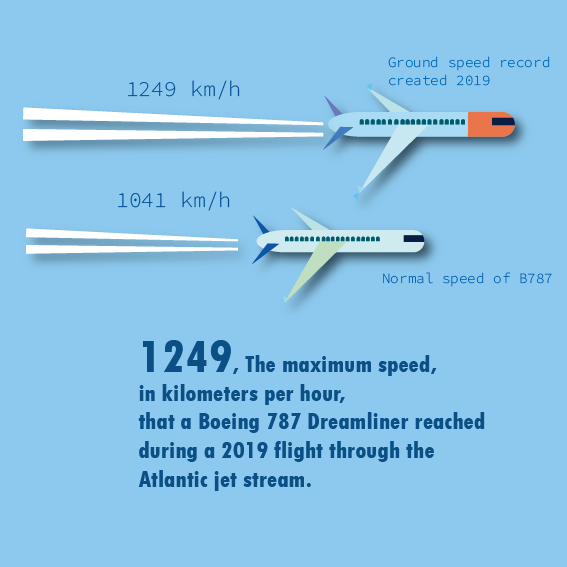 Ground speed record
created 2019
1249 km/h
1041 km/h
Normal speed of B787
1249, The maximum speed,
in kilometers per hour,
that a Boeing 787 Dreamliner reached
during a 2019 flight through the
Atlantic jet stream.